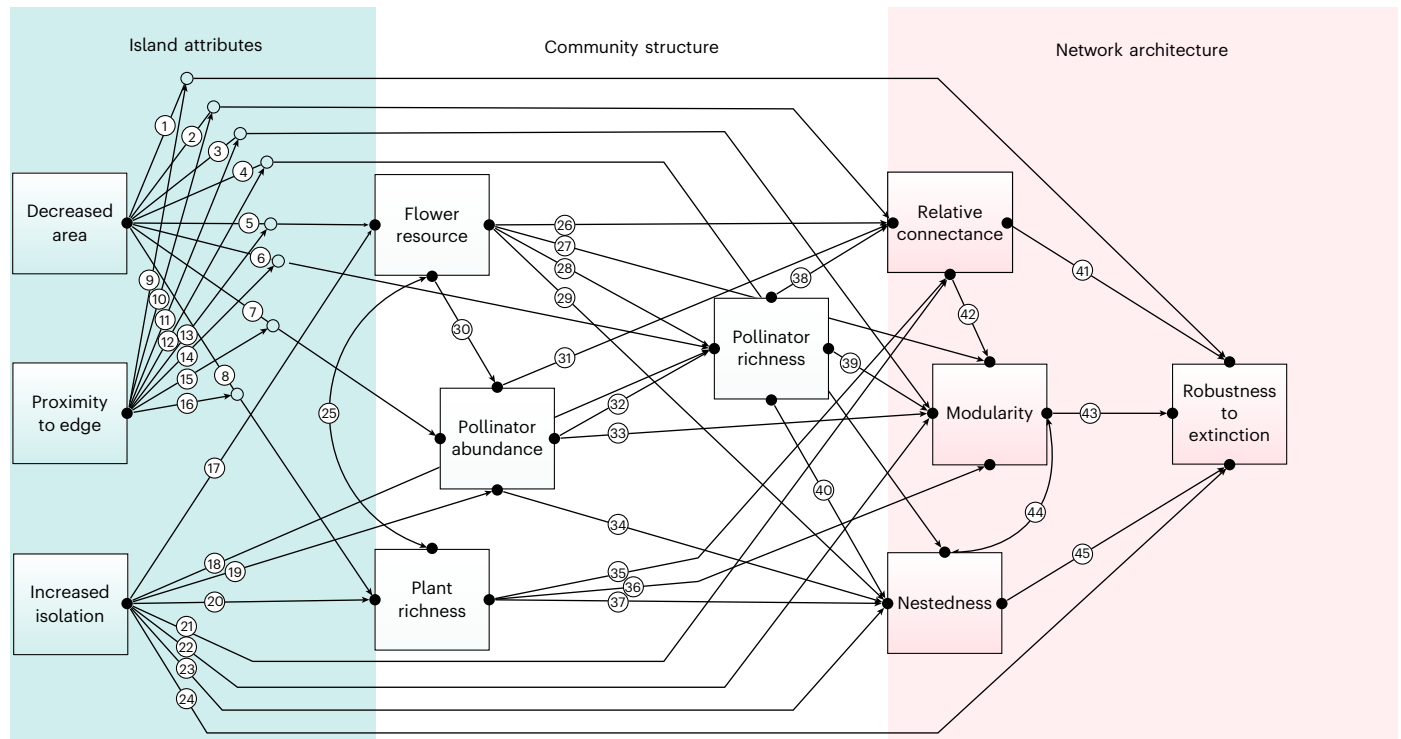 Island attributes
Community structure
Network architecture
1
2
3
4
5
6
7
8
9
10
11
12
13
14
15
16
17
18
19
20
21
22
23
24
25
26
27
28
29
30
31
32
33
34
35
36
37
38
39
40
41
42
43
44
45
Decreased
area
Proximity
to edge
Increased
isolation
Flower
resource
Pollinator
abundance
Plant
richness
Pollinator
richness
Relative
connectance
Modularity
Nestedness
Robustness
to
extinction